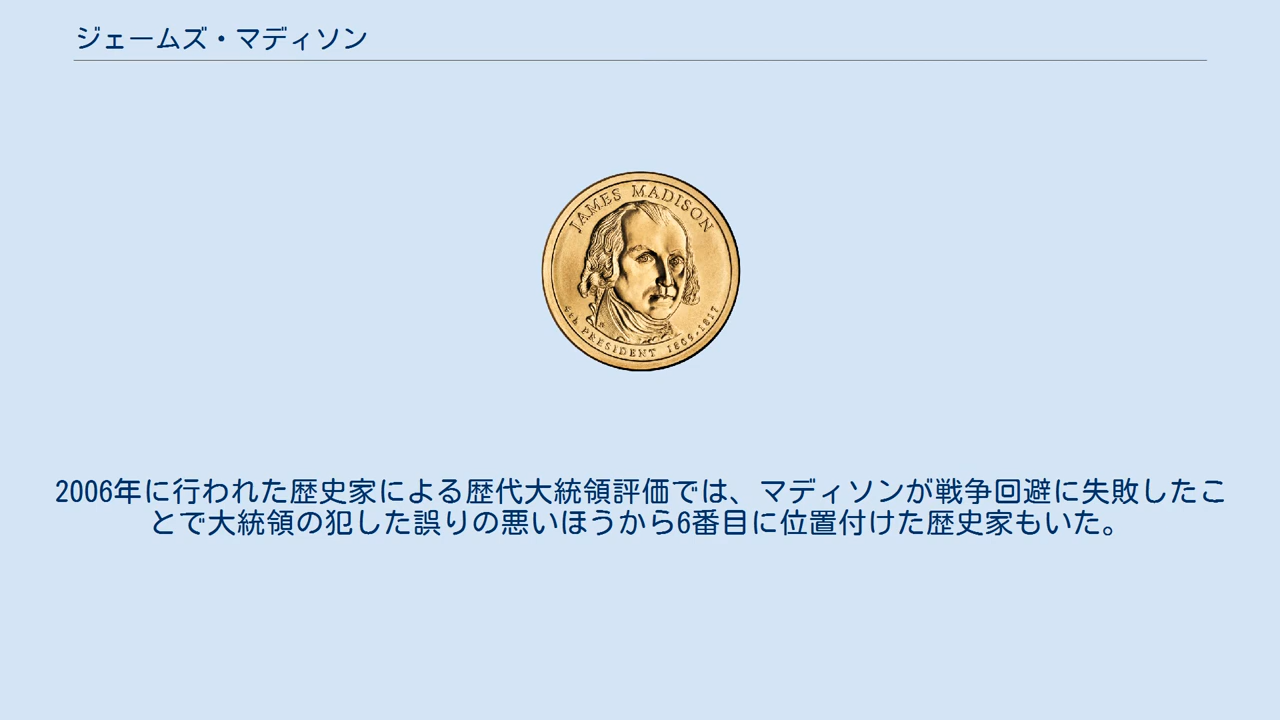 ジェームズ・マディソン
JAMES MADISON
4th PRESIDENT 1809-1817
2006年に行われた歴史家による歴代大統領評価では、マディソンが戦争回避に失敗したこ
とで大統領の犯した誤りの悪いほうから6番目に位置付けた歴史家もいた。